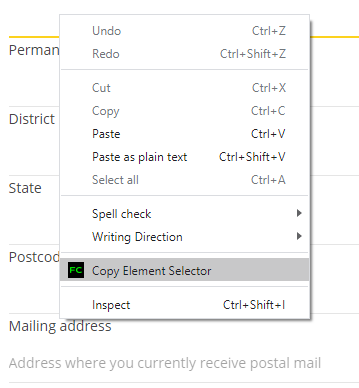 Undo Ctrl+Z
Perman
Redo Ctrl+Shift+Z
Cut Ctrl+X
Copy Ctrl+C
District
Paste Ctrl+V
Paste as plain text Ctrl+Shift+V
Select all Ctrl+A
State
Spell check
Writing Direction
Postcod
FC Copy Element Selector
Inspect Ctrl+Shift+I
Mailing address
Address where you currently receive postal mail